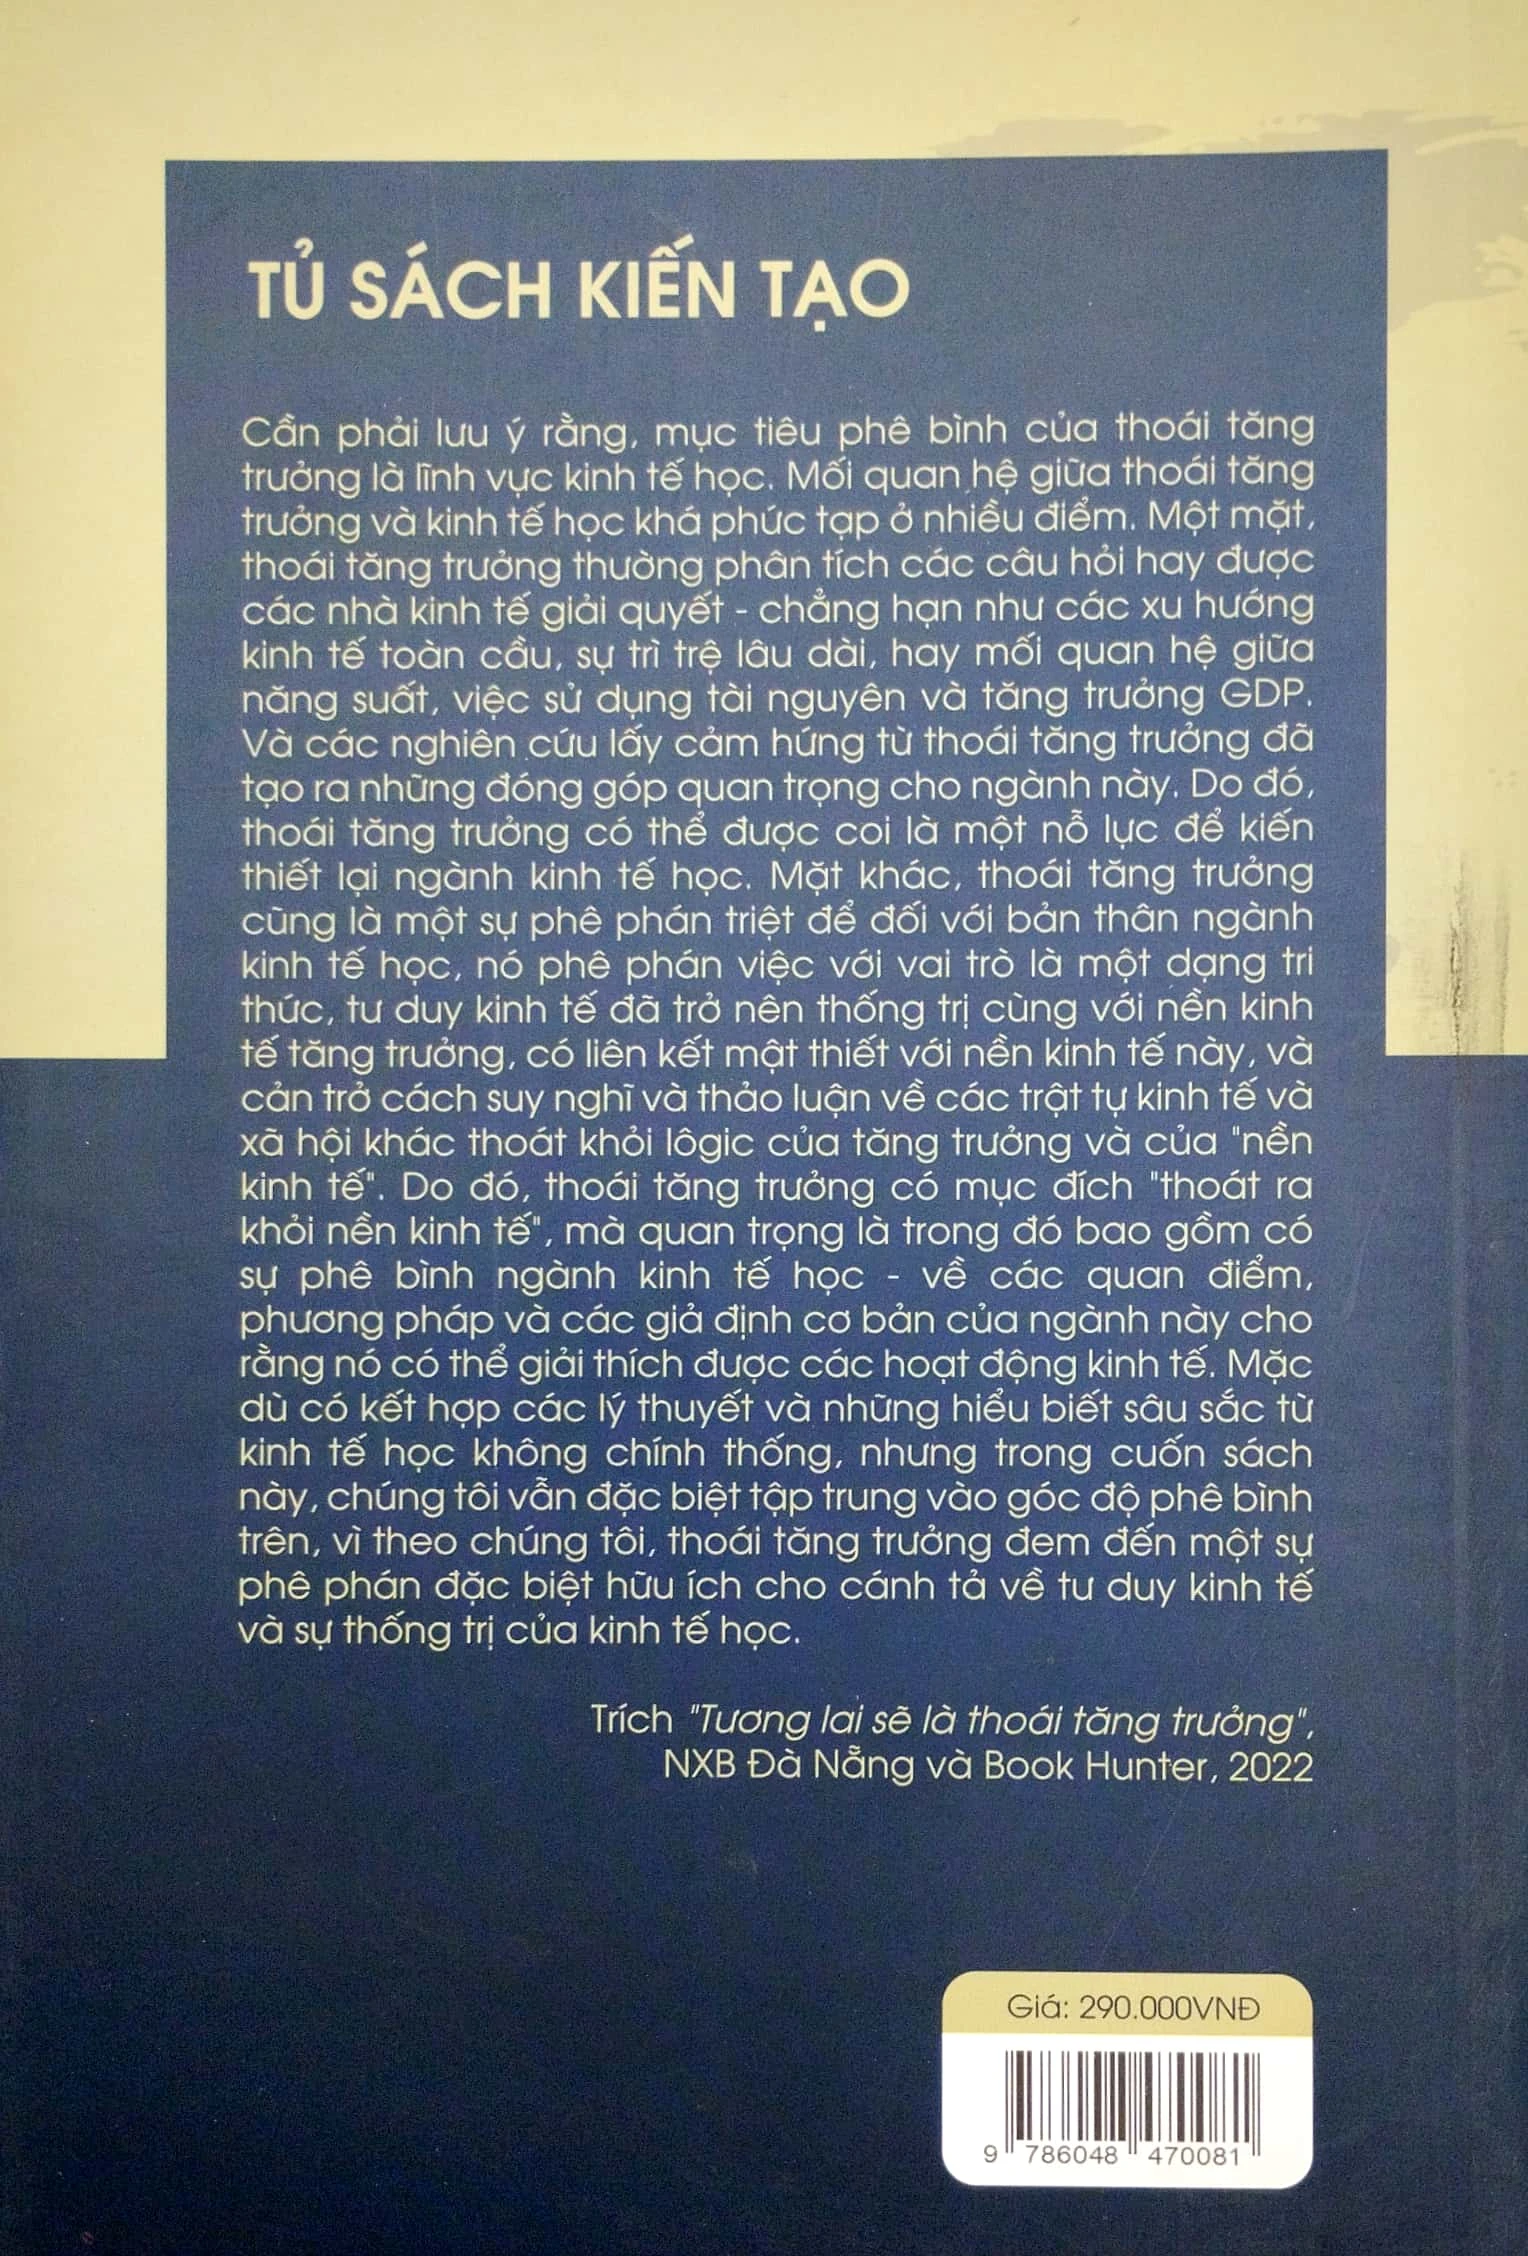 TỦ SÁCH KIẾN TẠO
Cần phải lưu ý rằng, mục tiêu phê bình của thoái tăng
trưởng là lĩnh vực kinh tế học. Mối quan hệ giữa thoái tăng
trưởng và kinh tế học khá phức tạp ở nhiều điểm. Một mặt,
thoái tăng trưởng thường phân tích các câu hỏi hay được
các nhà kinh tế giải quyết - chẳng hạn như các xu hướng
kinh tế toàn cầu, sự trì trệ lâu dài, hay mối quan hệ giữa
năng suất, việc sử dụng tài nguyên và tăng trưởng GDP.
Và các nghiên cứu lấy cảm hứng từ thoái tăng trưởng đã
tạo ra những đóng góp quan trọng cho ngành này. Do đó,
thoái tăng trưởng có thể được coi là một nỗ lực để kiến
thiết lại ngành kinh tế học. Mặt khác, thoái tăng trưởng
cũng là một sự phê phán triệt để đối với bản thân ngành
kinh tế học, nó phê phán việc với vai trò là một dạng tri
thức, tư duy kinh tế đã trở nên thống trị cùng với nền kinh
tế tăng trưởng, có liên kết mật thiết với nền kinh tế này, và
cản trở cách suy nghĩ và thảo luận về các trật tự kinh tế và
xã hội khác thoát khỏi lôgic của tăng trưởng và của "nền
kinh tế". Do đó, thoái tăng trưởng có mục đích "thoát ra
khỏi nền kinh tế", mà quan trọng là trong đó bao gồm có
sự phê bình ngành kinh tế học - về các quan điểm,
phương pháp và các giả định cơ bản của ngành này cho
rằng nó có thể giải thích được các hoạt động kinh tế. Mặc
dù có kết hợp các lý thuyết và những hiểu biết sâu sắc từ
kinh tế học không chính thống, nhưng trong cuốn sách
này, chúng tôi vẫn đặc biệt tập trung vào góc độ phê bình
trên, vì theo chúng tôi, thoái tăng trưởng đem đến một sự
phê phán đặc biệt hữu ích cho cánh tả về tư duy kinh tế
và sự thống trị của kinh tế học.
Trích "Tương lai sẽ là thoái tăng trưởng",
NXB Đà Nẵng và Book Hunter, 2022
Giá: 290.000VNĐ
9 786048 470081